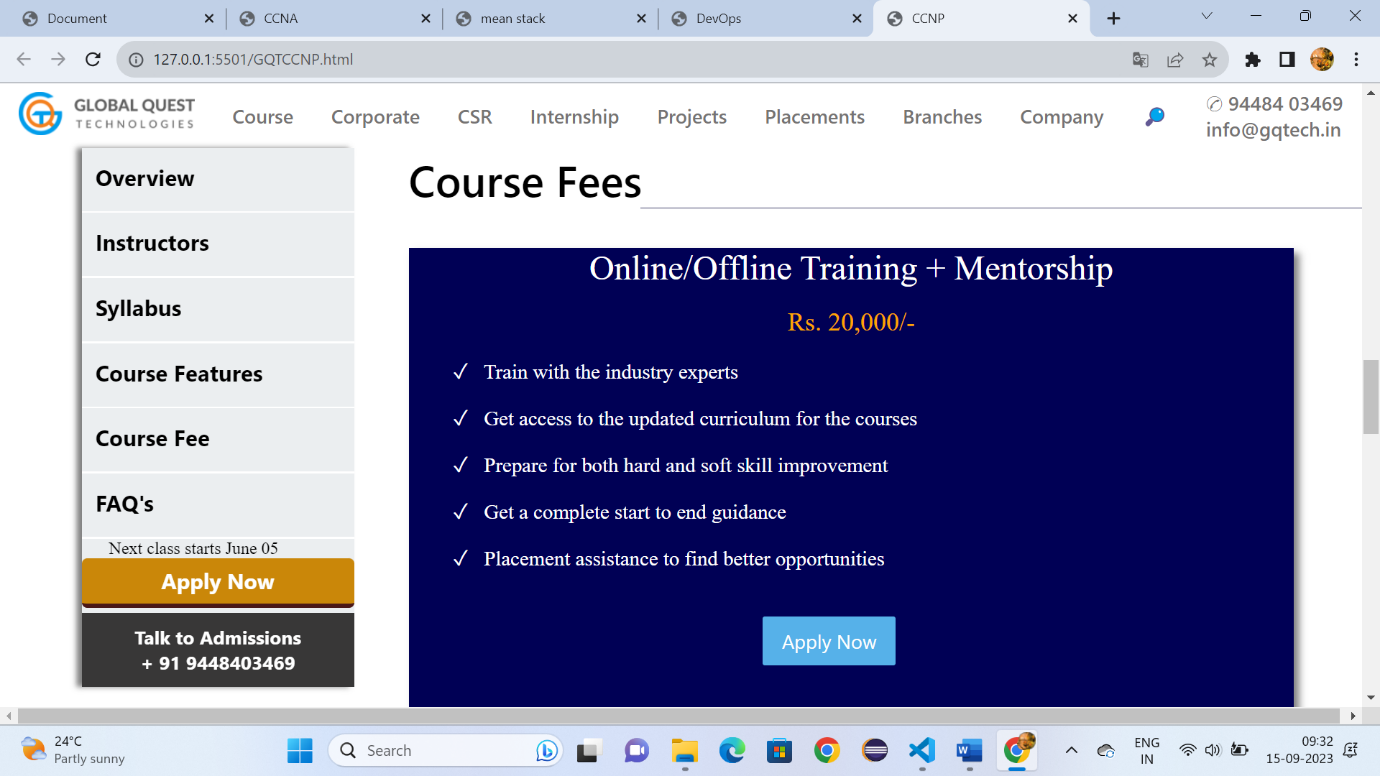 Document
CCNA
mean stack
DevOps
CCNP
127.0.0.1:5501/GQTCCNP.html
GLOBAL QUEST
TECHNOLOGIES
Course
Corporate
CSR
Internship
Projects
Placements
Branches
Company
✆ 94484 03469
info@gqtech.in
Overview
Instructors
Syllabus
Course Features
Course Fee
FAQ's
Next class starts June 05
Apply Now
Talk to Admissions
+ 91 9448403469
Course Fees
Online/Offline Training + Mentorship
Rs. 20,000/-
✓ Train with the industry experts
✓ Get access to the updated curriculum for the courses
✓ Prepare for both hard and soft skill improvement
✓ Get a complete start to end guidance
✓ Placement assistance to find better opportunities
Apply Now
24°C
Partly sunny
Search
ENG
IN
09:32
15-09-2023